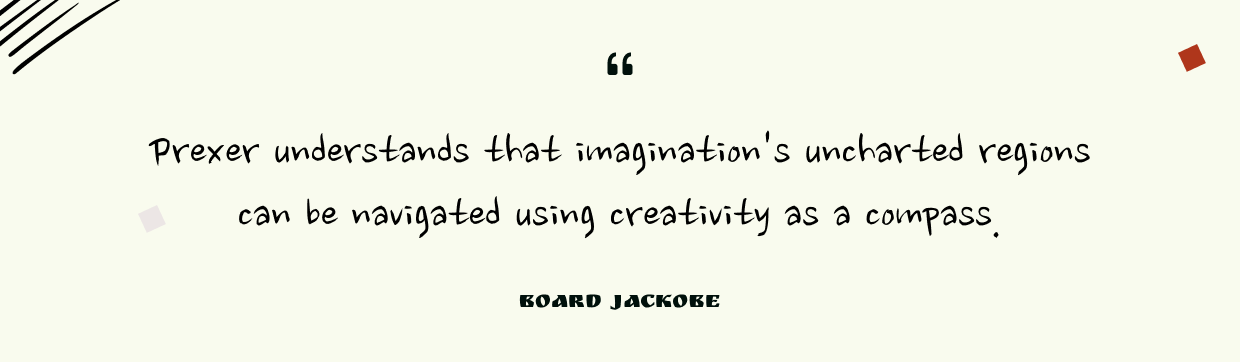 “
Prexer understands that imagination's uncharted regions
can be navigated using creativity as a compass.
BOARD JACKOBE